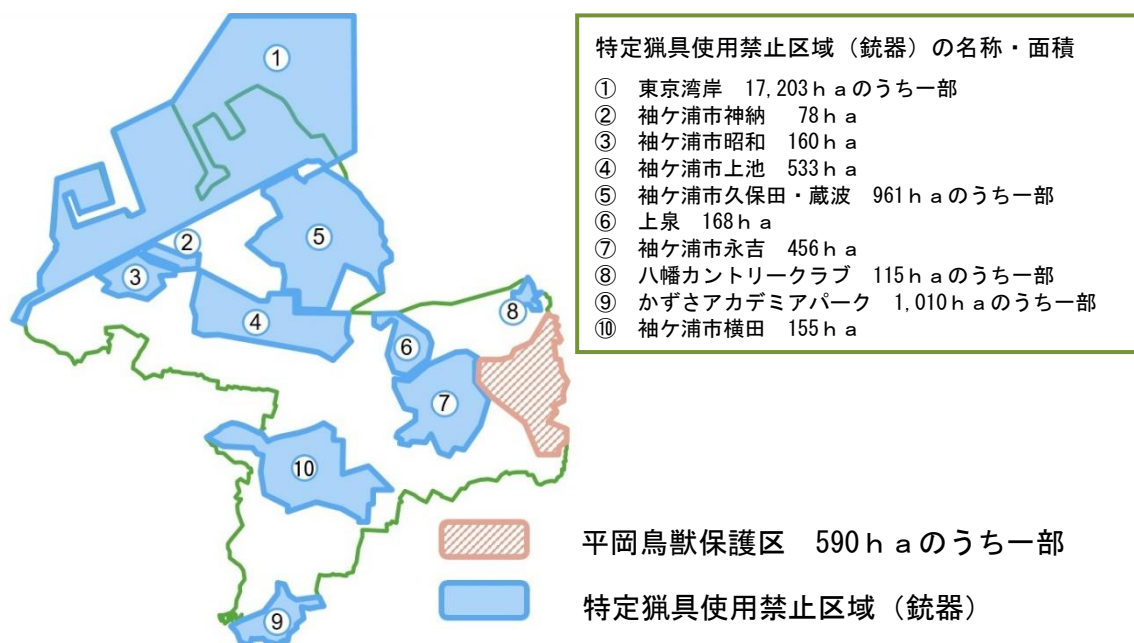 特定猟具使用禁止区域（銃器）の名称・面積
① 東京湾岸 17,203ｈａのうち一部
② 袖ケ浦市神納 78ｈａ
③ 袖ケ浦市昭和 160ｈａ
④ 袖ケ浦市上池 533ｈａ
⑤ 袖ケ浦市久保田・蔵波 961ｈａのうち一部
⑥ 上泉 168ｈａ
⑦ 袖ケ浦市永吉 456ｈａ
⑧ 八幡カントリークラブ 115ｈａのうち一部
⑨ かずさアカデミアパーク 1,010ｈａのうち一部
⑩ 袖ケ浦市横田 155ｈａ
①
②
③
⑤
④
⑧
⑥
⑦
⑩
⑨
平岡鳥獣保護区 590ｈａのうち一部
特定猟具使用禁止区域（銃器）